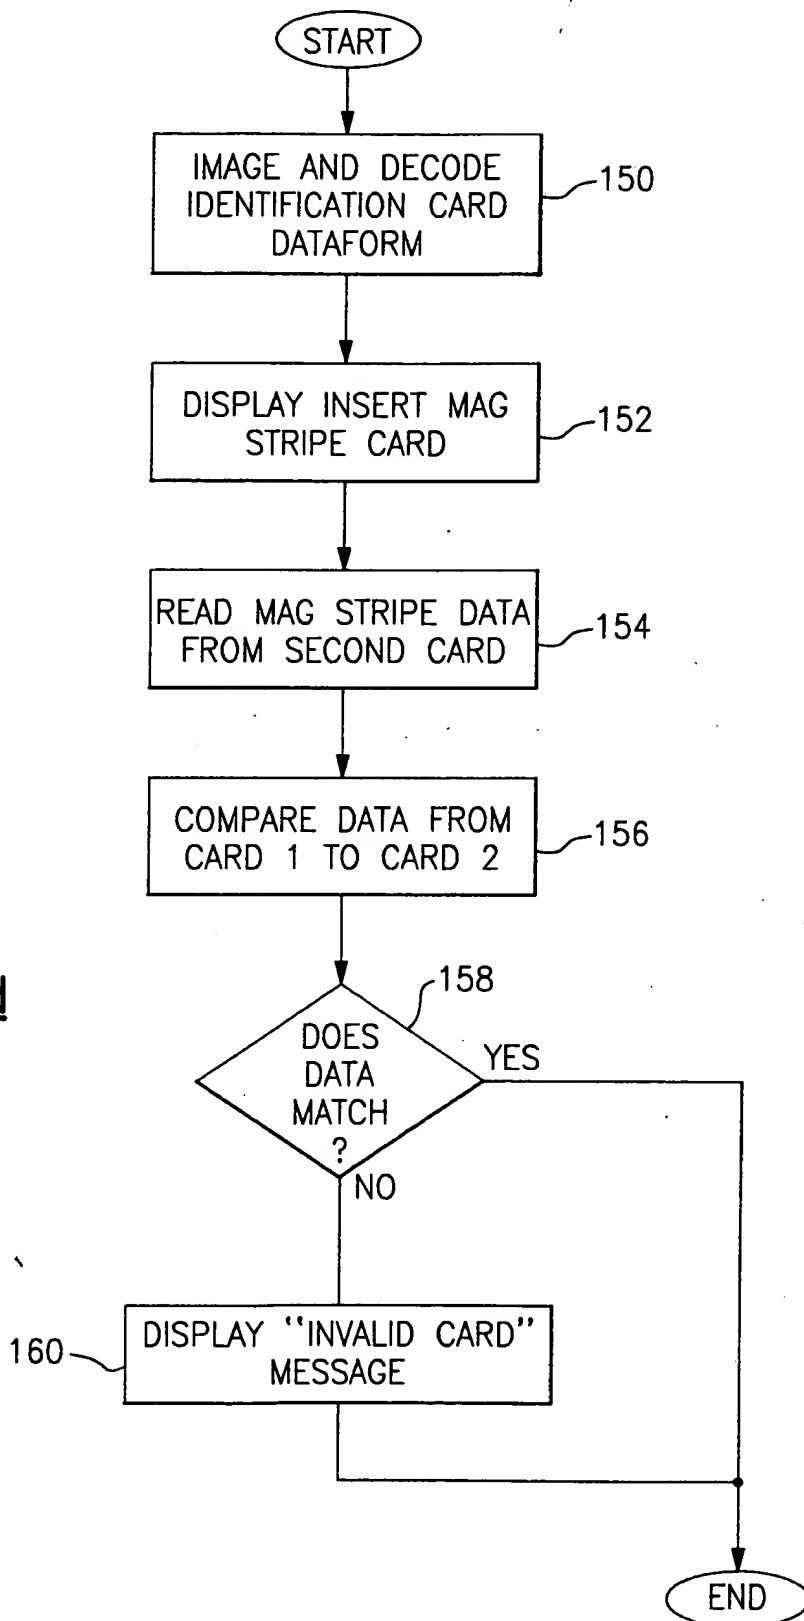 START
IMAGE AND DECODE
IDENTIFICATION CARD
DATAFORM
150
DISPLAY INSERT MAG
STRIPE CARD
152
READ MAG STRIPE DATA
FROM SECOND CARD
154
COMPARE DATA FROM
CARD 1 TO CARD 2
156
158
DOES
DATA
MATCH
?
YES
NO
DISPLAY "INVALID CARD"
MESSAGE
160
END